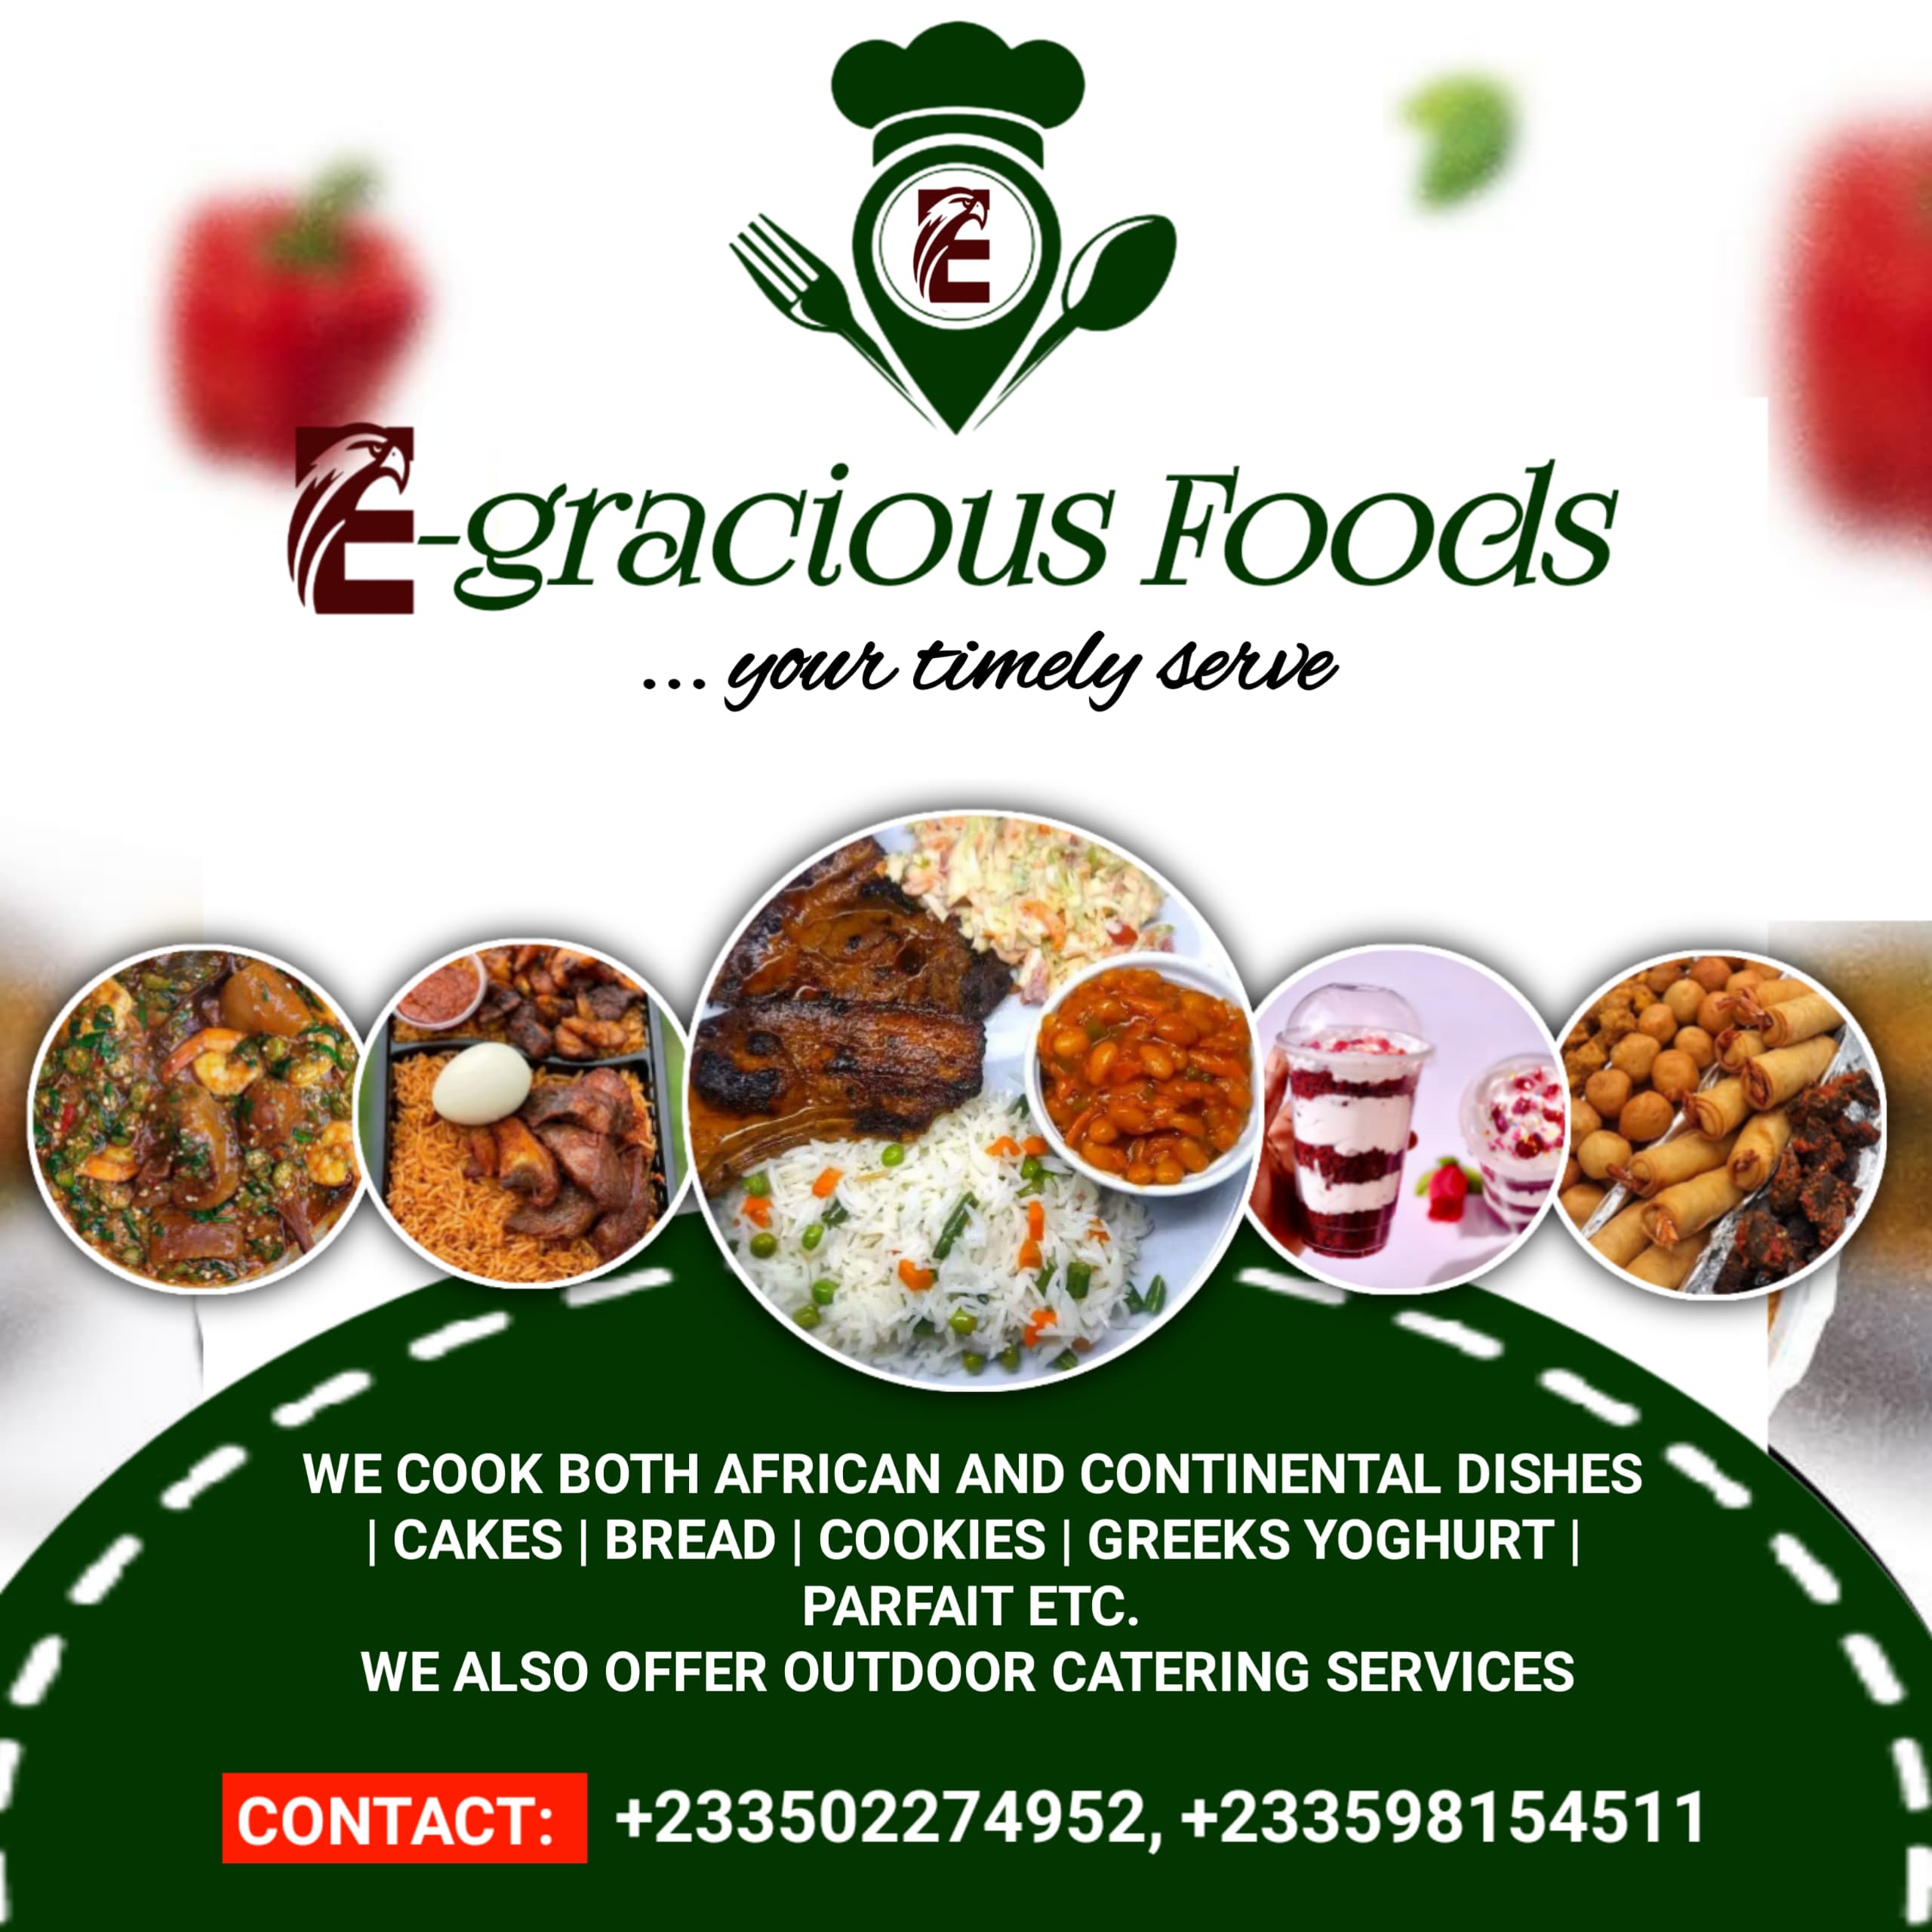 E
E-gracious Foods
... your timely serve
WE COOK BOTH AFRICAN AND CONTINENTAL DISHES
| CAKES | BREAD | COOKIES | GREEKS YOGHURT |
PARFAIT ETC.
WE ALSO OFFER OUTDOOR CATERING SERVICES
CONTACT: +233502274952, +233598154511